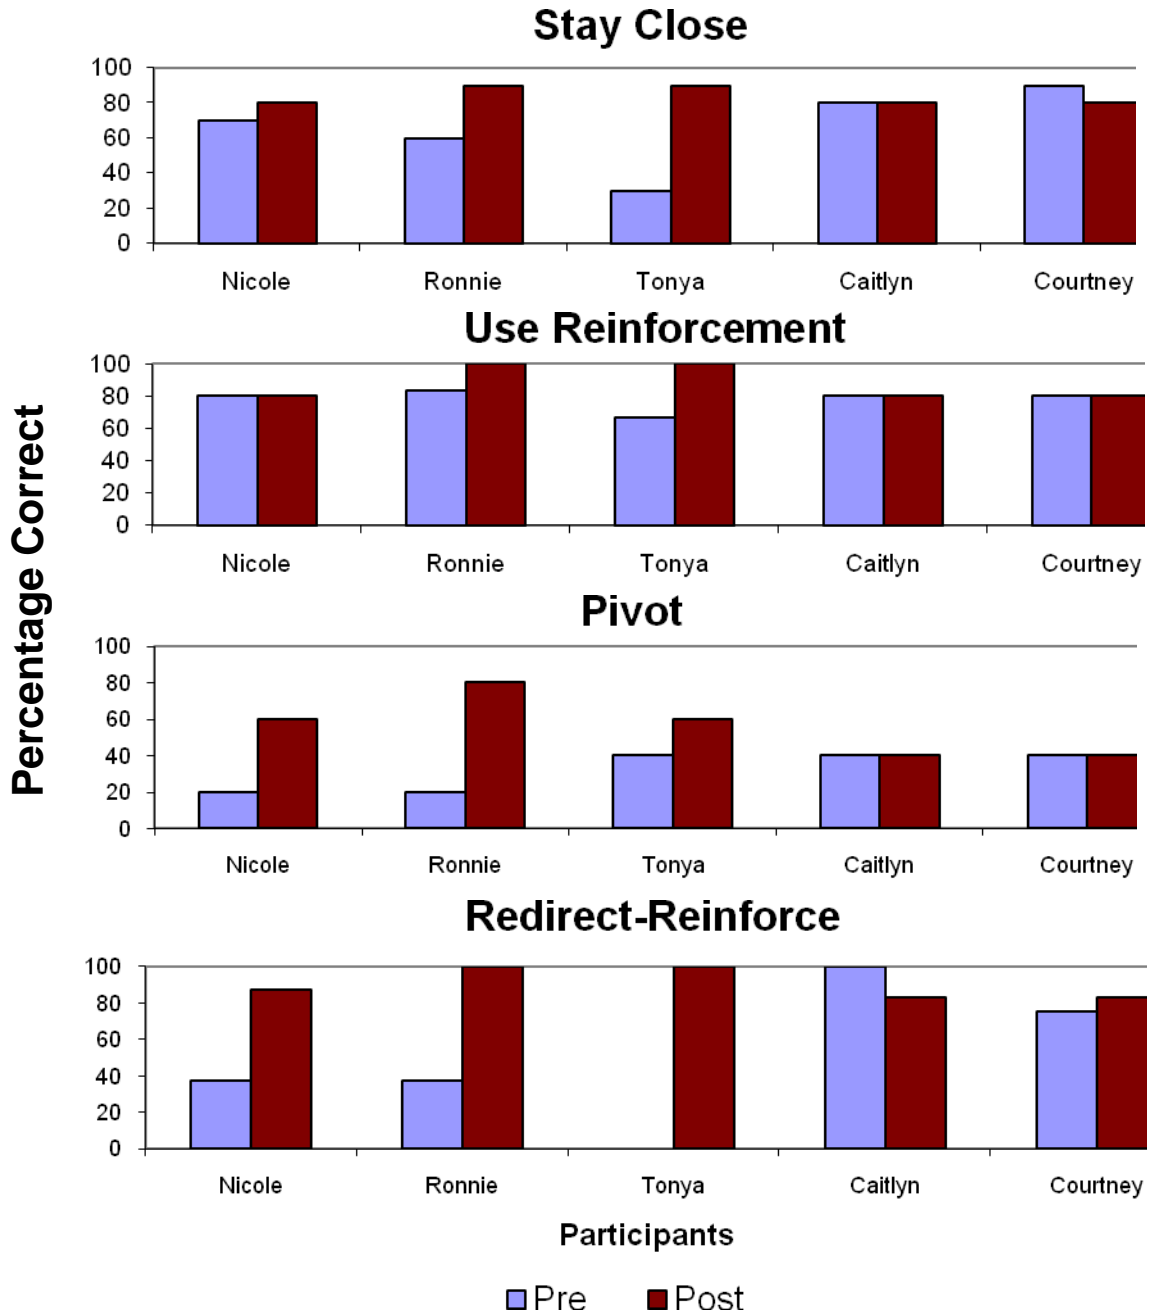 Stay Close
100
80
60
40
20
0
Nicole Ronnie Tonya Caitlyn Courtney
Use Reinforcement
100
80
60
40
20
0
Nicole Ronnie Tonya Caitlyn Courtney
Percentage Correct
Pivot
100
80
60
40
20
0
Nicole Ronnie Tonya Caitlyn Courtney
Redirect-Reinforce
100
80
60
40
20
0
Nicole Ronnie Tonya Caitlyn Courtney
Participants
Pre Post